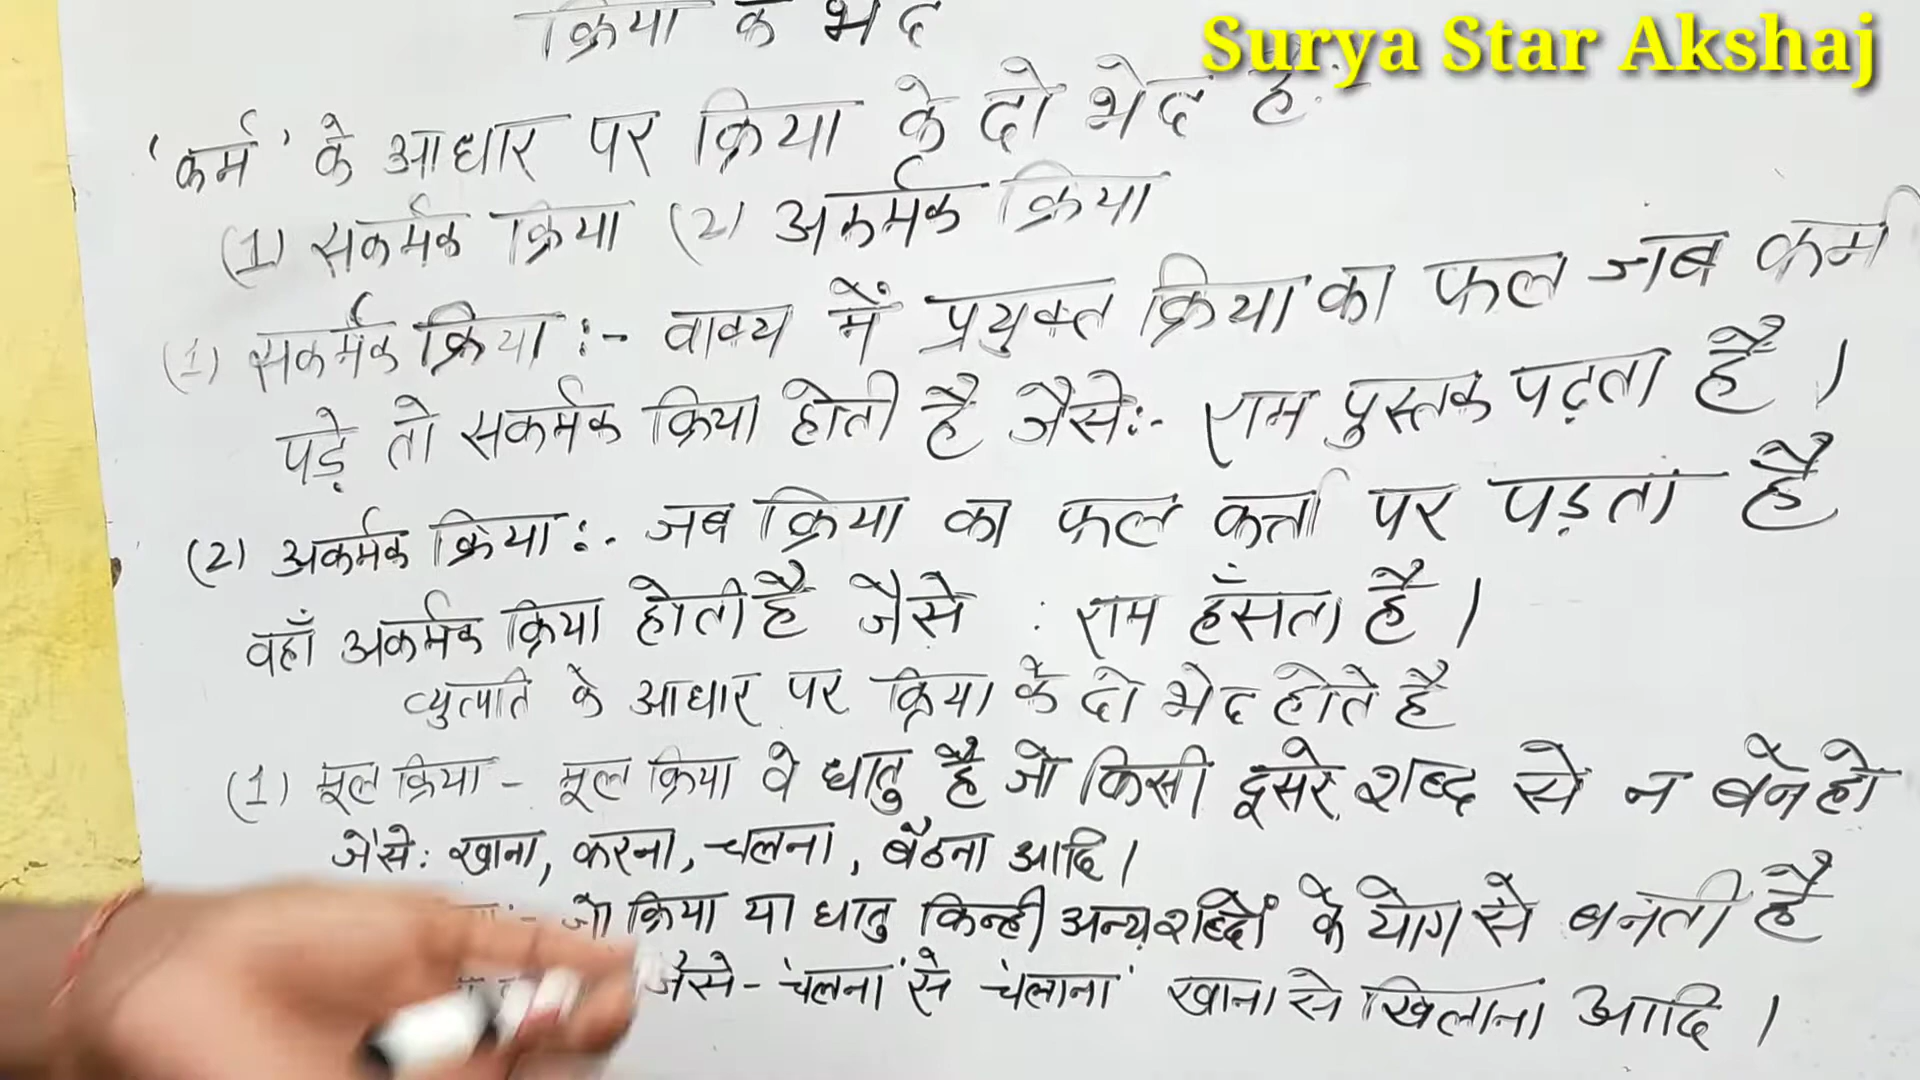 क्रिया के भेद
Surya Star Akshaj
'कर्म' के आधार पर क्रिया के दो भेद है:-
(1) सकर्मक क्रिया (2) अकर्मक क्रिया
(1) सकर्मक क्रिया :- वाक्य में प्रयुक्त क्रिया का फल जब कर्म
पड़े तो सकर्मक क्रिया होती है जैसे:- राम पुस्तक पढ़ता है ।
(2) अकर्मक क्रिया :- जब क्रिया का फल कर्त्ता पर पड़ता है
वहाँ अकर्मक क्रिया होती है जैसे : राम हँसता है ।
व्युत्पति के आधार पर क्रिया के दो भेद होते है
(1) मूल क्रिया - मूल क्रिया वे धातु है जो किसी दूसरे शब्द से न बने हो
जैसे: खाना, करना, चलना, बैठना आदि ।
जो क्रिया या धातु किन्ही अन्य शब्दों के योग से बनती है
जैसे - चलना से चलाना खाना से खिलाना आदि ।